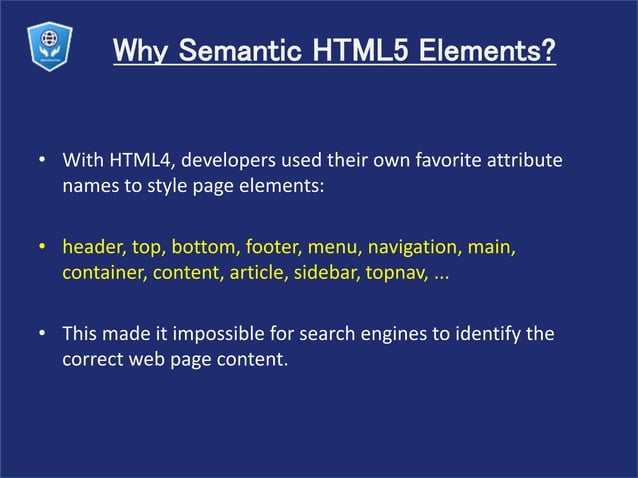 Why Semantic HTML5 Elements?
• With HTML4, developers used their own favorite attribute
names to style page elements:
• header, top, bottom, footer, menu, navigation, main,
container, content, article, sidebar, topnav, ...
• This made it impossible for search engines to identify the
correct web page content.